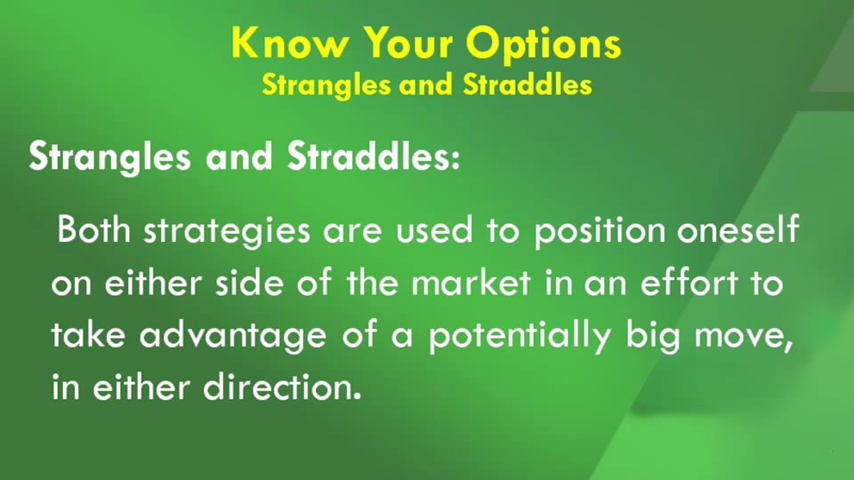 Know Your Options
Strangles and Straddles
Strangles and Straddles:
Both strategies are used to position oneself
on either side of the market in an effort to
take advantage of a potentially big move,
in either direction.